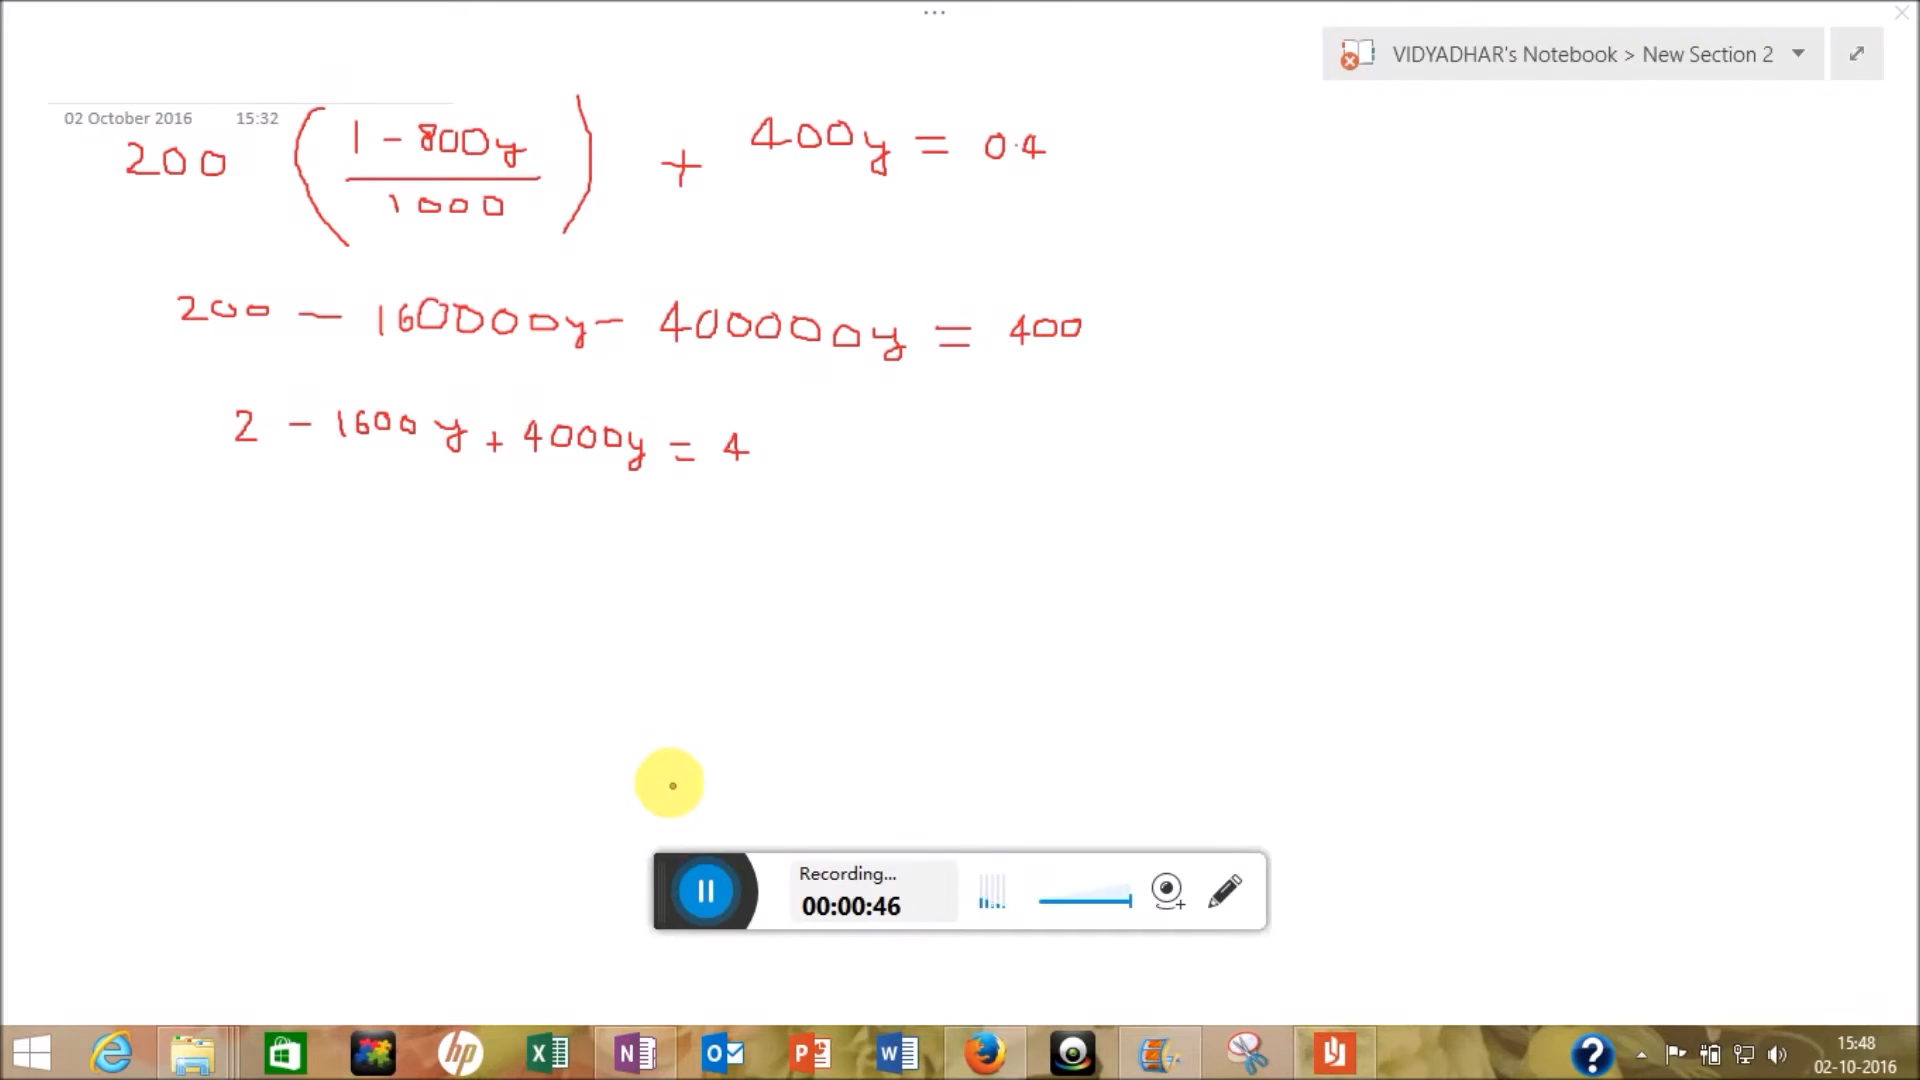 VIDYADHAR's Notebook > New Section 2
02 October 2016 15:32
200 ( 1 - 800y / 1000 ) + 400y = 0.4
200 - 160000y - 400000y = 400
2 - 1600y + 4000y = 4
Recording...
00:00:46
15:48
02-10-2016